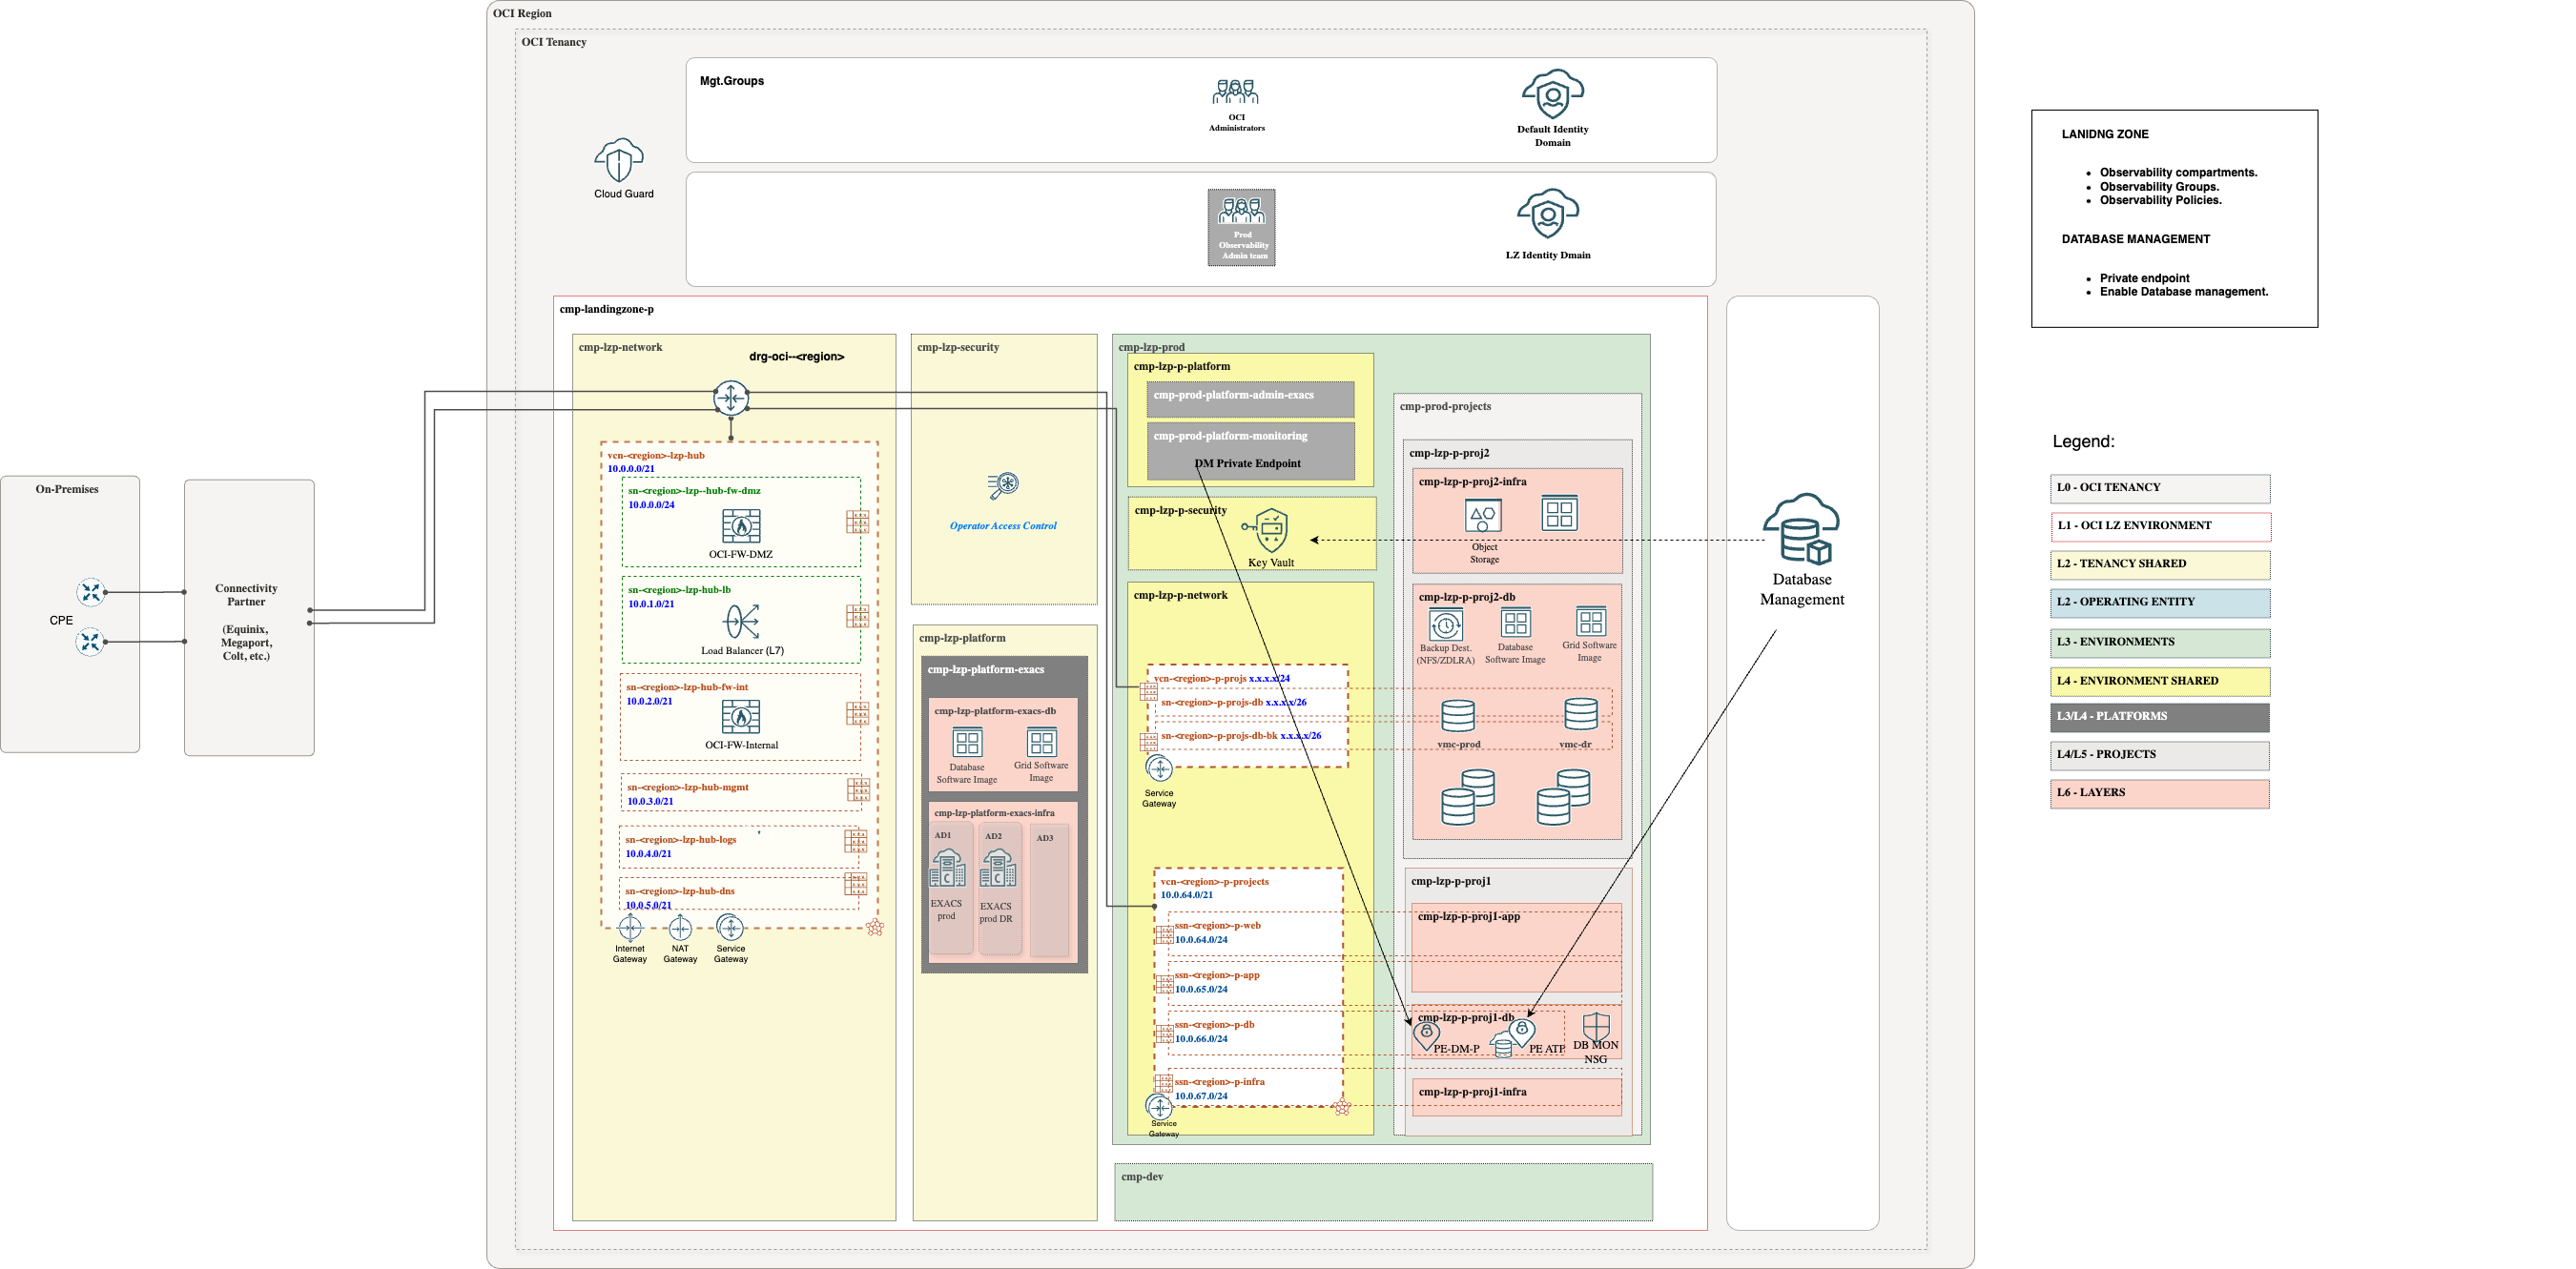 OCI Region
OCI Tenancy
Mgt.Groups
OCI
Administrators
Default Identity
Domain
Cloud Guard
Prod
Observability
Admin team
LZ Identity Dmain
LANIDNG ZONE
Observability compartments.
Observability Groups.
Observability Policies.
DATABASE MANAGEMENT
Private endpoint
Enable Database management.
cmp-landingzone-p
cmp-lzp-network
drg-oci--<region>
vcn-<region>-lzp-hub
10.0.0.0/21
sn-<region>-lzp--hub-fw-dmz
10.0.0.0/24
OCI-FW-DMZ
sn-<region>-lzp-hub-lb
10.0.1.0/21
Load Balancer (L7)
sn-<region>-lzp-hub-fw-int
10.0.2.0/21
OCI-FW-Internal
sn-<region>-lzp-hub-mgmt
10.0.3.0/21
sn-<region>-lzp-hub-logs
10.0.4.0/21
sn-<region>-lzp-hub-dns
10.0.5.0/21
Internet
Gateway
NAT
Gateway
Service
Gateway
On-Premises
CPE
Connectivity
Partner
(Equinix,
Megaport,
Colt, etc.)
cmp-lzp-security
Operator Access Control
cmp-lzp-platform
cmp-lzp-platform-exacs
cmp-lzp-platform-exacs-db
Database
Software Image
Grid Software
Image
cmp-lzp-platform-exacs-infra
AD1
AD2
AD3
EXACS
prod
EXACS
prod DR
cmp-lzp-prod
cmp-lzp-p-platform
cmp-prod-platform-admin-exacs
cmp-prod-platform-monitoring
DM Private Endpoint
cmp-lzp-p-security
Key Vault
cmp-lzp-p-network
vcn-<region>-p-projs x.x.x.x/24
sn-<region>-p-projs-db x.x.x.x/26
sn-<region>-p-projs-db-bk x.x.x.x/26
Service
Gateway
vcn-<region>-p-projects
10.0.64.0/21
ssn-<region>-p-web
10.0.64.0/24
ssn-<region>-p-app
10.0.65.0/24
ssn-<region>-p-db
10.0.66.0/24
ssn-<region>-p-infra
10.0.67.0/24
Service
Gateway
cmp-prod-projects
cmp-lzp-p-proj2
cmp-lzp-p-proj2-infra
Object
Storage
cmp-lzp-p-proj2-db
Backup Dest.
(NFS/ZDLRA)
Database
Software Image
Grid Software
Image
vmc-prod
vmc-dr
cmp-lzp-p-proj1
cmp-lzp-p-proj1-app
cmp-lzp-p-proj1-db
PE-DM-P
PE ATP
DB MON
NSG
cmp-lzp-p-proj1-infra
cmp-dev
Database
Management
Legend:
L0 - OCI TENANCY
L1 - OCI LZ ENVIRONMENT
L2 - TENANCY SHARED
L2 - OPERATING ENTITY
L3 - ENVIRONMENTS
L4 - ENVIRONMENT SHARED
L3/L4 - PLATFORMS
L4/L5 - PROJECTS
L6 - LAYERS